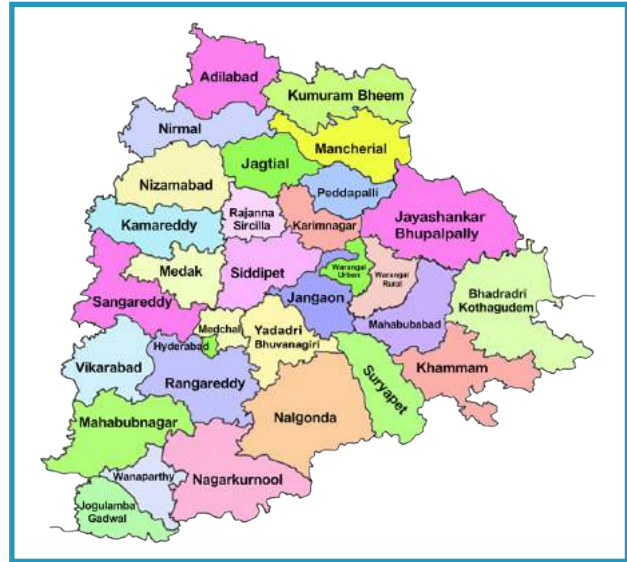 Adilabad
Kumuram Bheem
Nirmal
Mancherial
Jagtial
Nizamabad
Peddapalli
Rajanna
Sircilla
Karimnagar
Jayashankar
Bhupalpally
Kamareddy
Medak
Siddipet
Warangal
Urban
Warangal
Rural
Bhadradri
Kothagudem
Sangareddy
Jangaon
Mahabubabad
Medchal
Yadadri
Bhuvanagiri
Hyderabad
Vikarabad
Rangareddy
Suryapet
Khammam
Mahabubnagar
Nalgonda
Wanaparthy
Nagarkurnool
Jogulamba
Gadwal